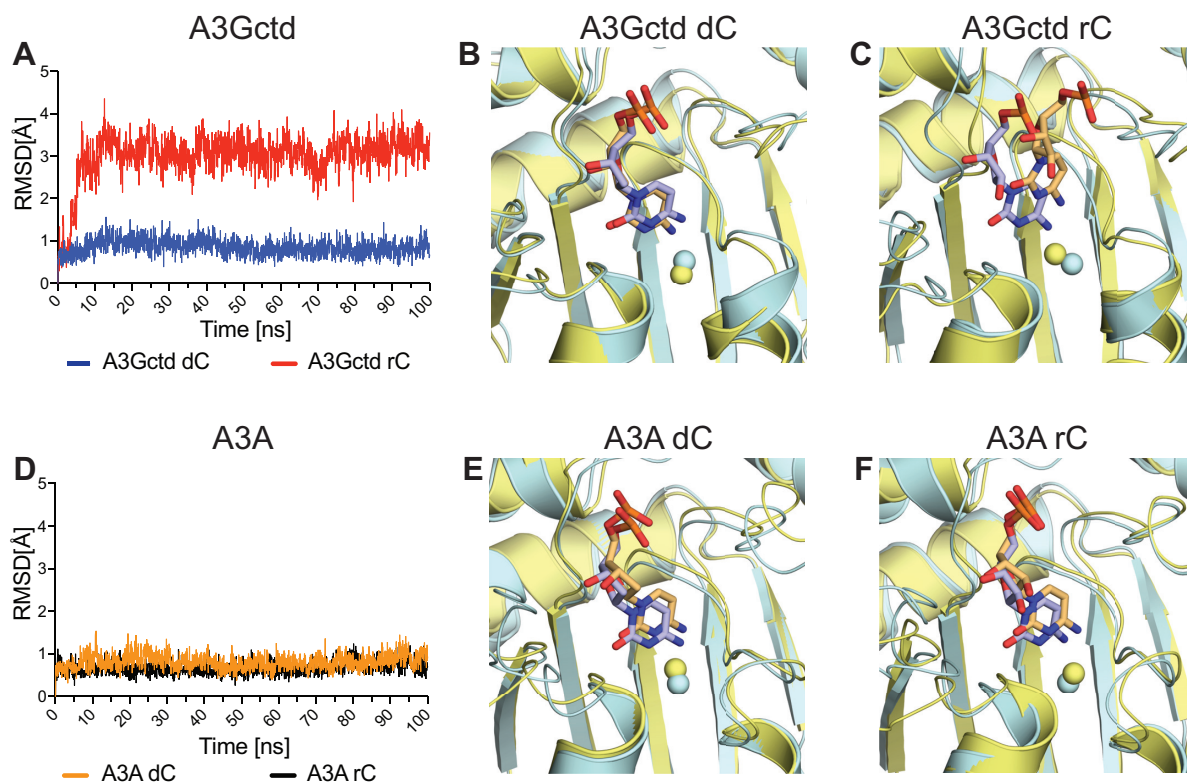 A3Gctd
A3Gctd dC
A3Gctd rC
A
B
C
RMSD[Å]
5
4
3
2
1
0
0 10 20 30 40 50 60 70 80 90 100
Time [ns]
A3Gctd dC A3Gctd rC
A3A
A3A dC
A3A rC
D
E
F
RMSD[Å]
5
4
3
2
1
0
0 10 20 30 40 50 60 70 80 90 100
Time [ns]
A3A dC A3A rC